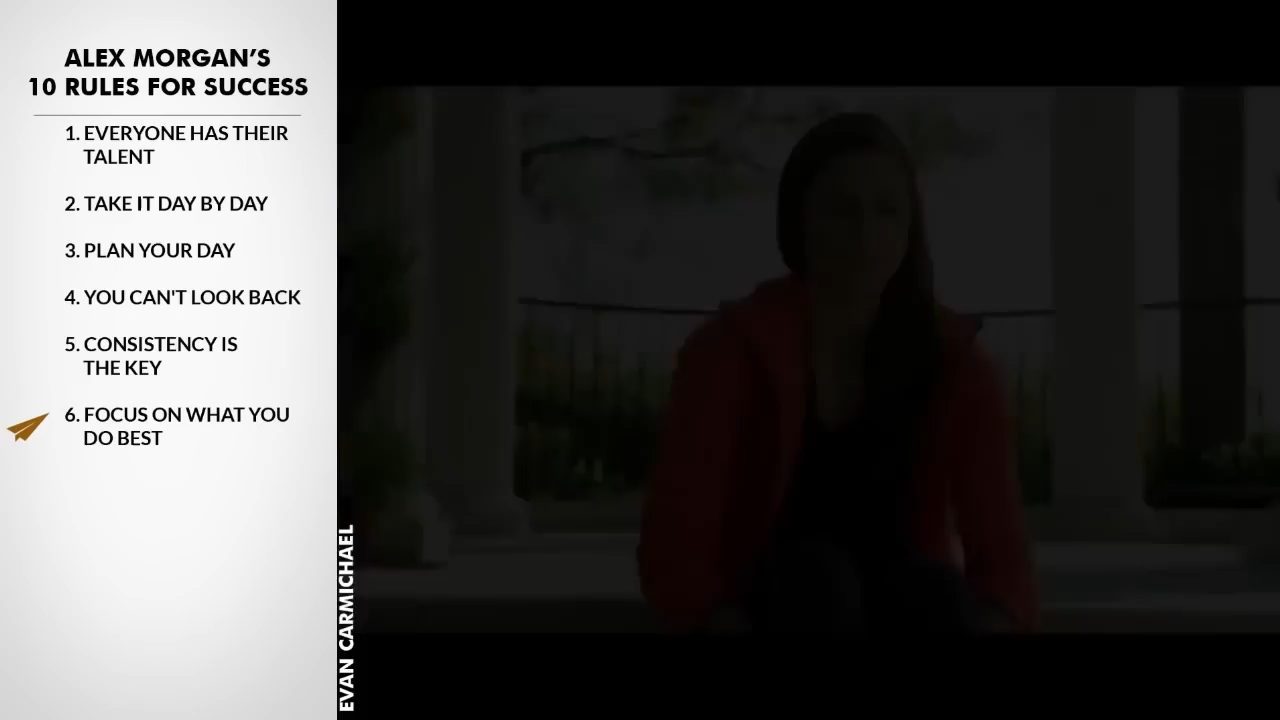 ALEX MORGAN'S
10 RULES FOR SUCCESS
1. EVERYONE HAS THEIR
TALENT
2. TAKE IT DAY BY DAY
3. PLAN YOUR DAY
4. YOU CAN'T LOOK BACK
5. CONSISTENCY IS
THE KEY
6. FOCUS ON WHAT YOU
DO BEST
EVAN CARMICHAEL